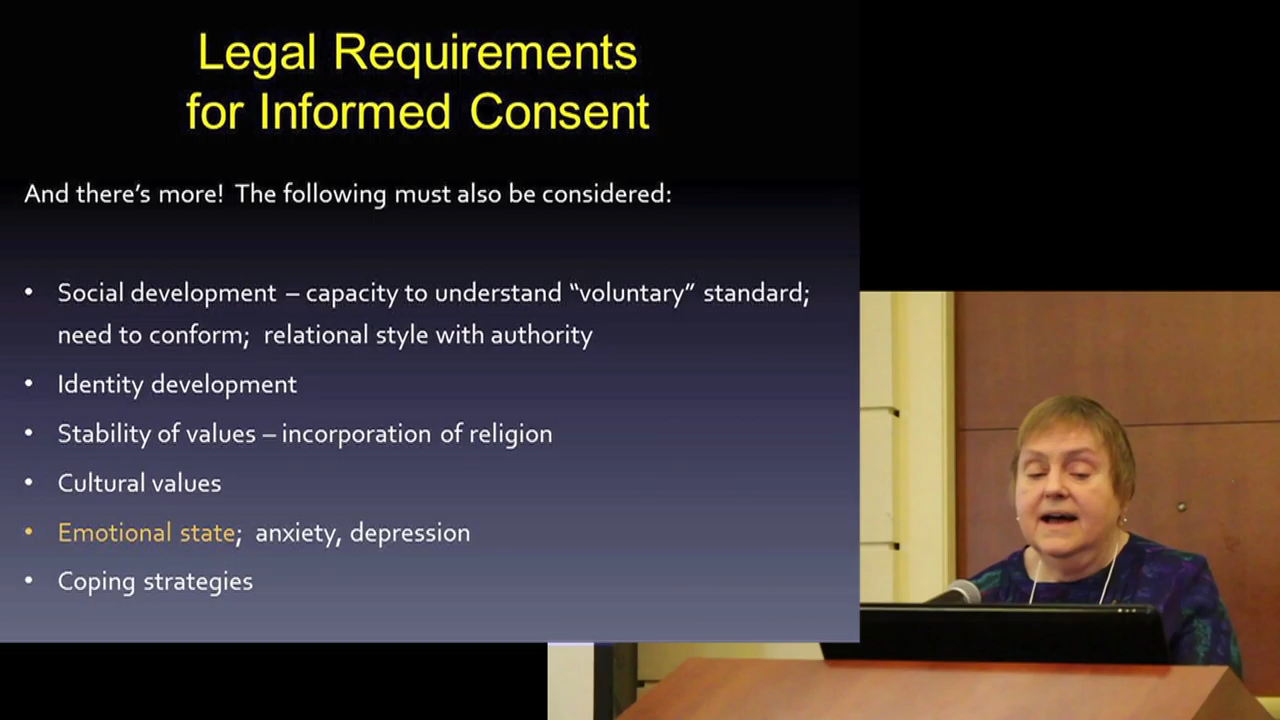 Legal Requirements
for Informed Consent
And there’s more!  The following must also be considered:
• Social development – capacity to understand “voluntary” standard;
need to conform;  relational style with authority
• Identity development
• Stability of values – incorporation of religion
• Cultural values
• Emotional state;  anxiety, depression
• Coping strategies